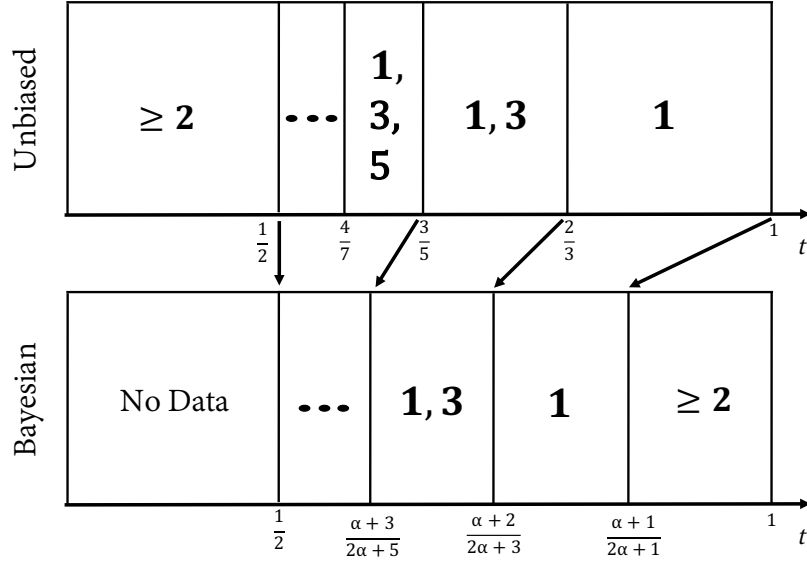 Unbiased
≥ 2
•••
1,
3,
5
1, 3
1
1/2
4/7
3/5
2/3
1
t
Bayesian
No Data
•••
1, 3
1
≥ 2
1/2
α + 3/2α + 5
α + 2/2α + 3
α + 1/2α + 1
1
t